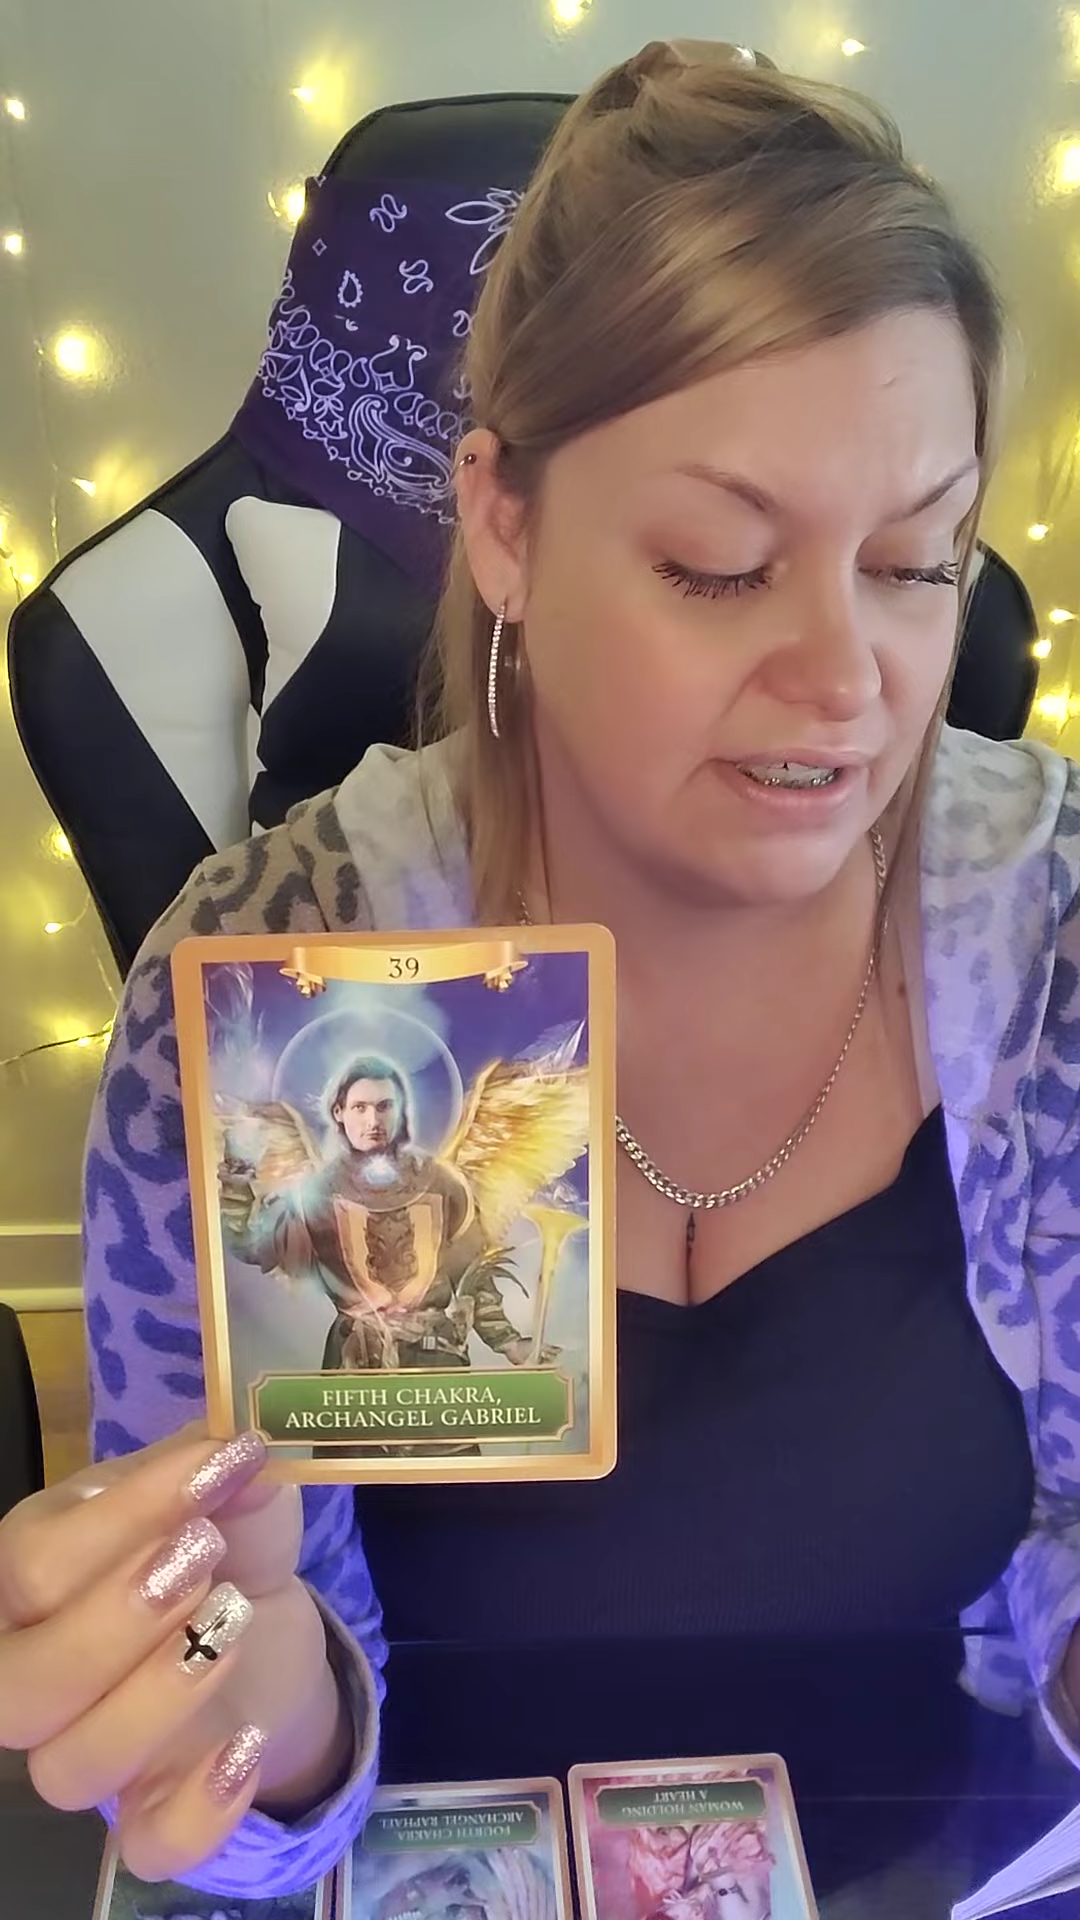 39
FIFTH CHAKRA,
ARCHANGEL GABRIEL
FOURTH CHAKRA
ARCHANGEL RAPHAEL
WOMAN HOLDING
A HEART